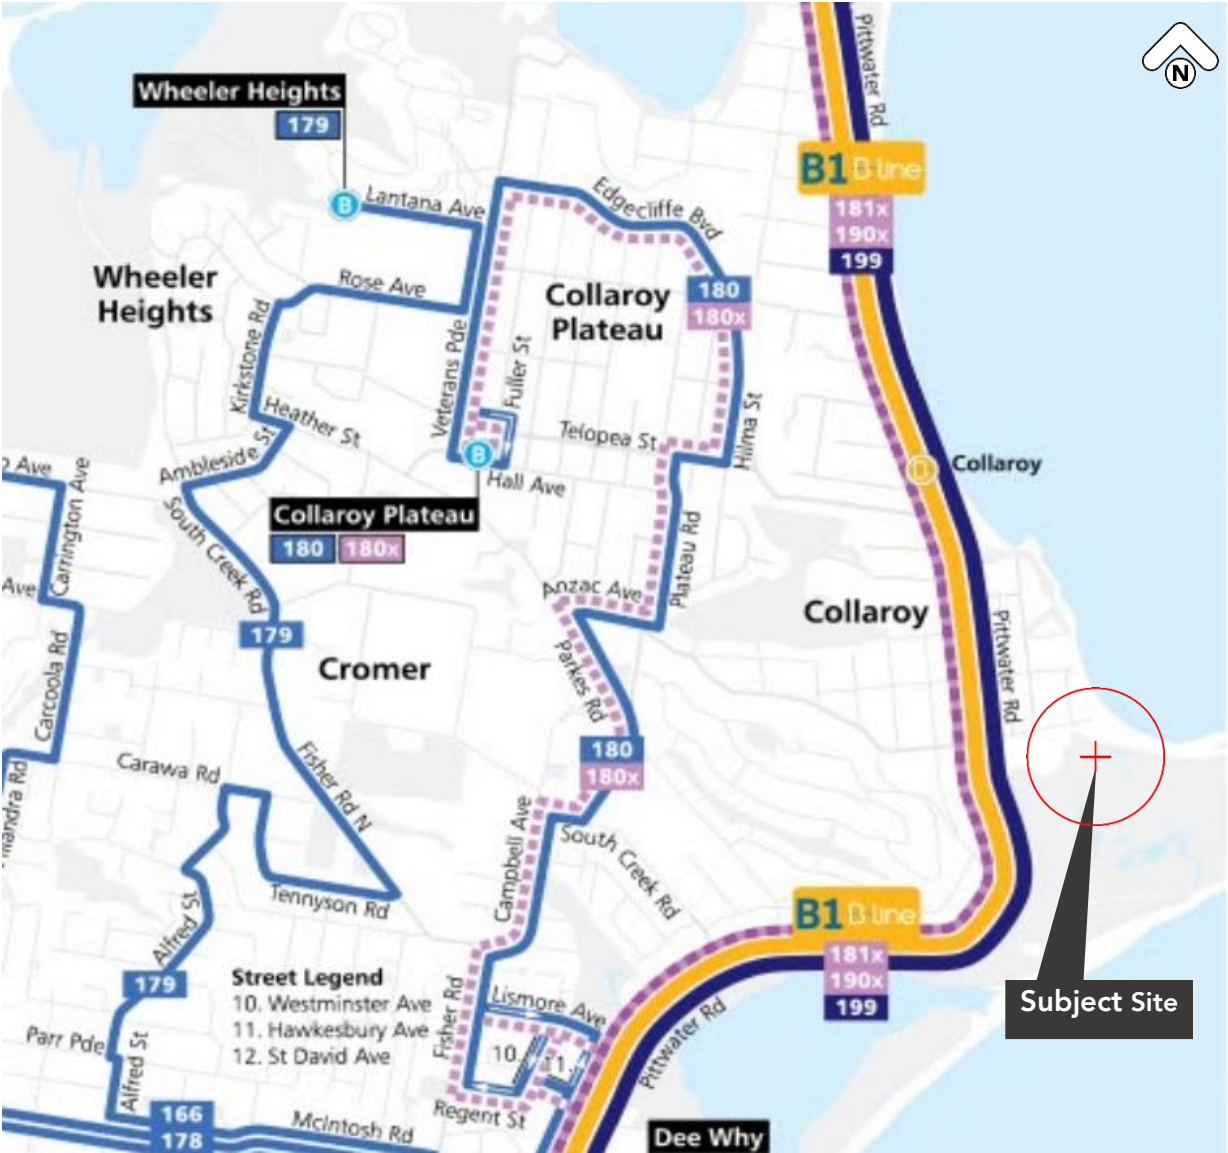 Pittwater Rd
N
Wheeler Heights
179
B1 B-line
181x
190x
199
B
Lantana Ave
Edgecliffe Bvd
Wheeler
Heights
Rose Ave
Collaroy
Plateau
180
180x
Kirkstone Rd
Veterans Pde
Fuller St
Hilma St
Heather St
Telopea St
Ambleside St
B
Hall Ave
Collaroy
Ave
Carrington Ave
South Creek Rd
Collaroy Plateau
180 180x
Plateau Rd
Ave
Anzac Ave
Collaroy
Pittwater Rd
179
Carcoola Rd
Cromer
Parkes Rd
180
180x
Carawa Rd
Fisher Rd N
Campbell Ave
South Creek Rd
Tennyson Rd
Alfred St
B1 B-line
181x
190x
199
179
Street Legend
10. Westminster Ave
11. Hawkesbury Ave
12. St David Ave
Fisher Rd
Lismore Ave
Subject Site
Parr Pde
Alfred St
10.
11.
Pittwater Rd
Regent St
166
178
McIntosh Rd
Dee Why